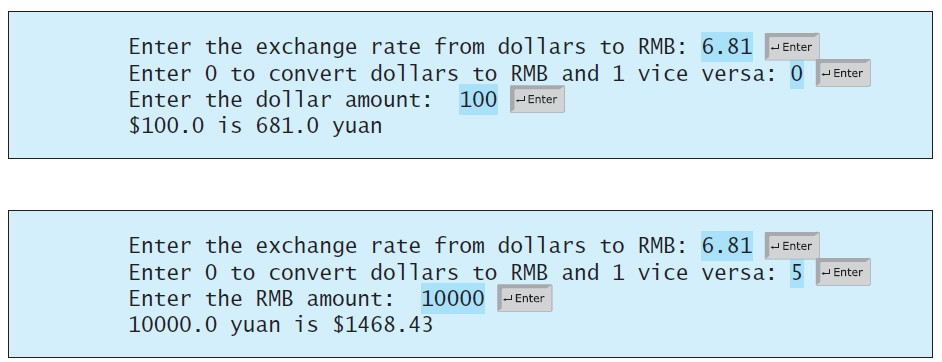 Enter the exchange rate from dollars to RMB: 6.81 ↵Enter
Enter 0 to convert dollars to RMB and 1 vice versa: 0 ↵Enter
Enter the dollar amount: 100 ↵Enter
$100.0 is 681.0 yuan
Enter the exchange rate from dollars to RMB: 6.81 ↵Enter
Enter 0 to convert dollars to RMB and 1 vice versa: 5 ↵Enter
Enter the RMB amount: 10000 ↵Enter
10000.0 yuan is $1468.43